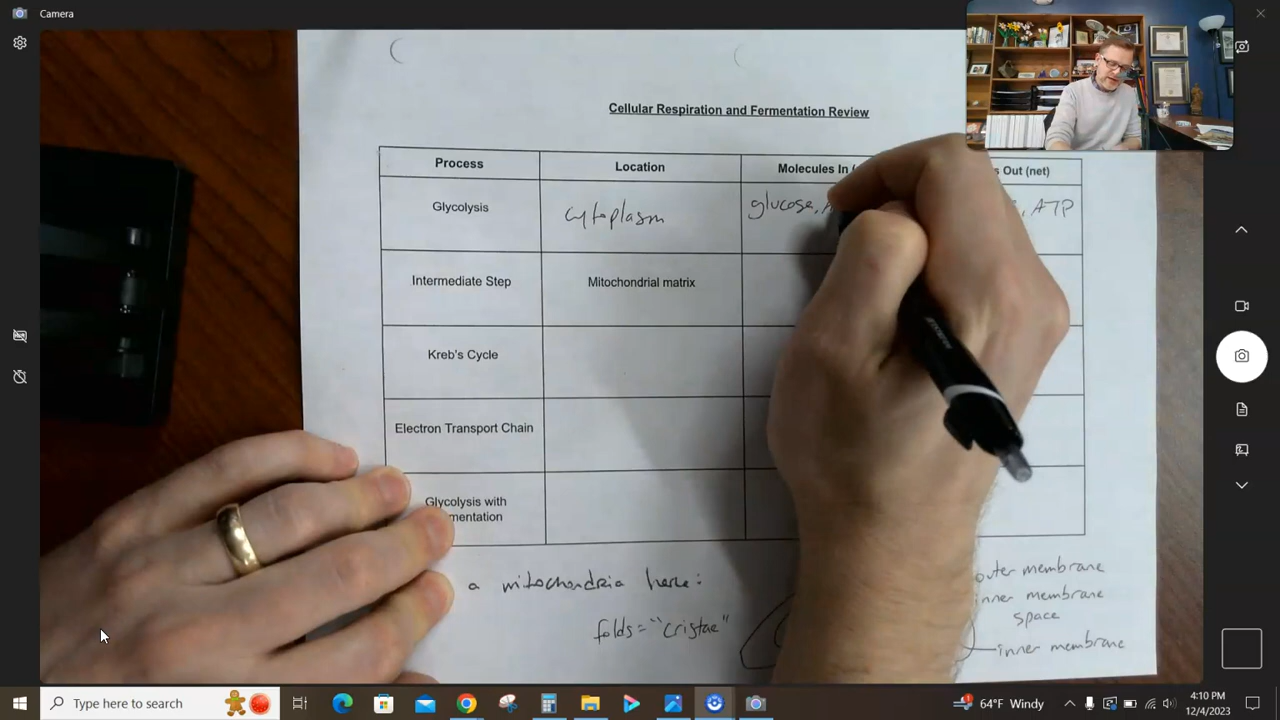 Camera
Cellular Respiration and Fermentation Review
Process Location Molecules In Out (net)
Glycolysis cytoplasm glucose, , ATP
Intermediate Step Mitochondrial matrix
Kreb's Cycle
Electron Transport Chain
Glycolysis with
a mitochondria here:
folds = "cristae"
outer membrane
inner membrane
space
inner membrane
Type here to search
64°F Windy
4:10 PM
12/4/2023